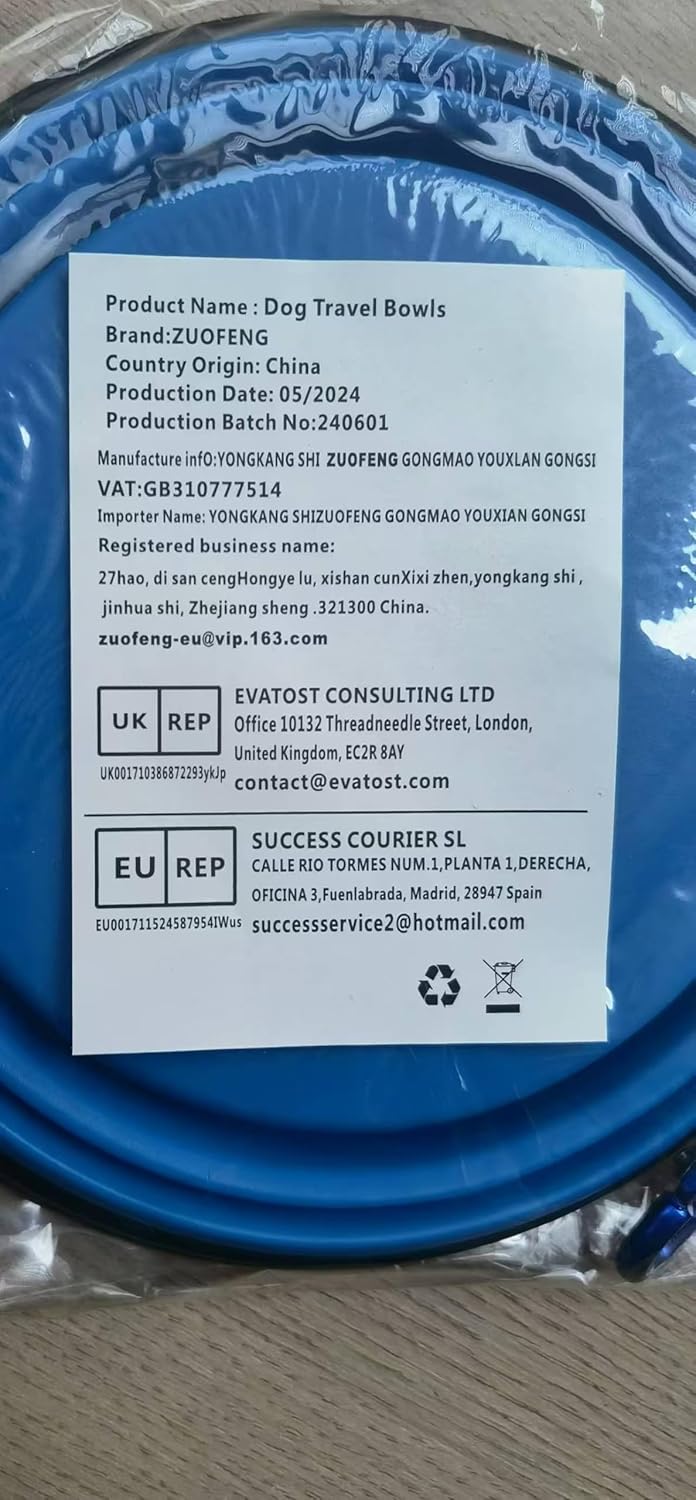 Product Name : Dog Travel Bowls
Brand:ZUOFENG
Country Origin: China
Production Date: 05/2024
Production Batch No:240601
Manufacture infO:YONGKANG SHI ZUOFENG GONGMAO YOUXLAN GONGSI
VAT:GB310777514
Importer Name: YONGKANG SHIZUOFENG GONGMAO YOUXIAN GONGSI
Registered business name:
27hao, di san cengHongye lu, xishan cunXixi zhen,yongkang shi ,
jinhua shi, Zhejiang sheng .321300 China.
zuofeng-eu@vip.163.com
UK REP
UK001710386872293ykJp
EVATOST CONSULTING LTD
Office 10132 Threadneedle Street, London,
United Kingdom, EC2R 8AY
contact@evatost.com
EU REP
EU001711524587954IWus
SUCCESS COURIER SL
CALLE RIO TORMES NUM.1,PLANTA 1,DERECHA,
OFICINA 3,Fuenlabrada, Madrid, 28947 Spain
successservice2@hotmail.com